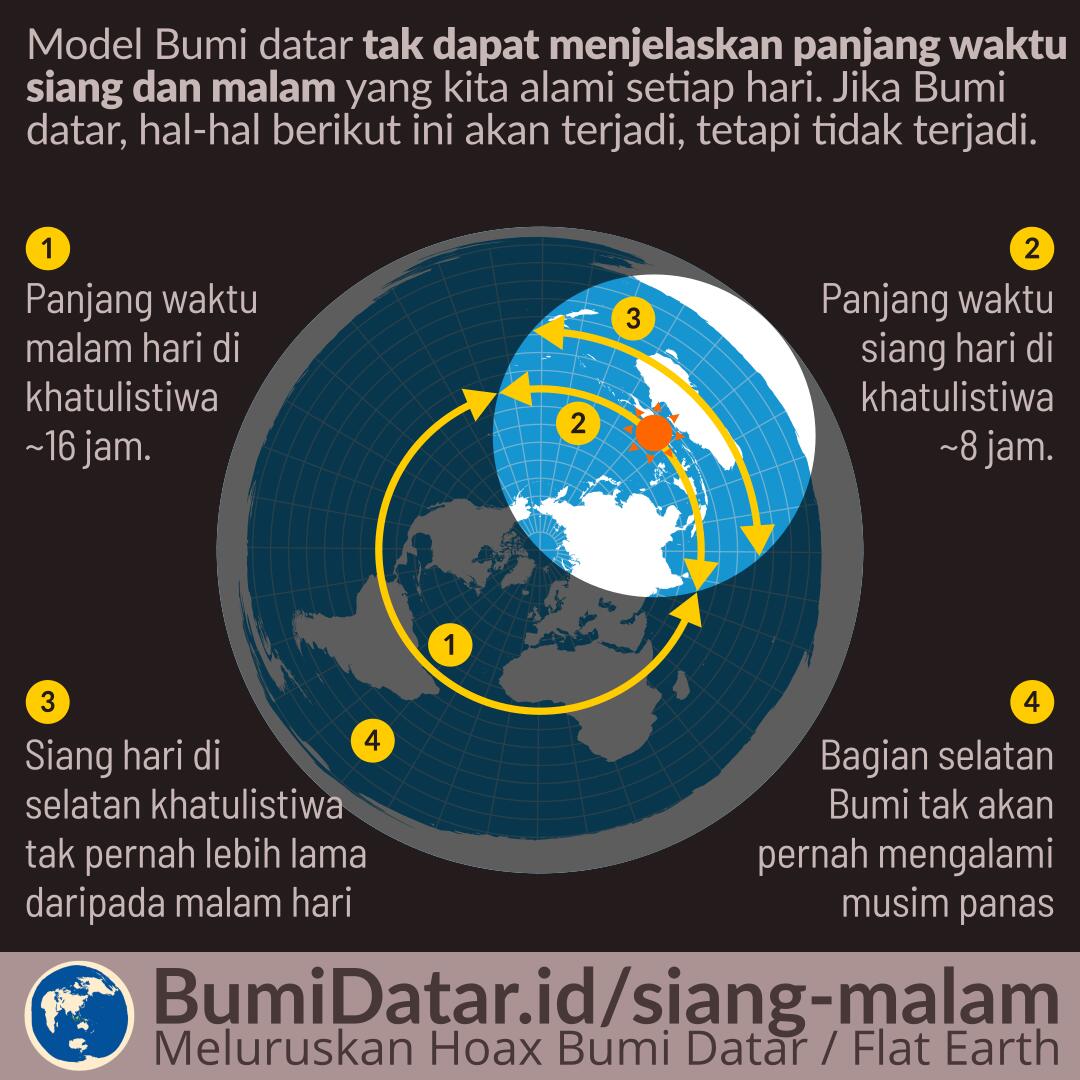 Model Bumi datar tak dapat menjelaskan panjang waktu
siang dan malam yang kita alami setiap hari. Jika Bumi
datar, hal-hal berikut ini akan terjadi, tetapi tidak terjadi.
1
Panjang waktu
malam hari di
khatulistiwa
~16 jam.
2
Panjang waktu
siang hari di
khatulistiwa
~8 jam.
3
2
1
4
3
Siang hari di
selatan khatulistiwa
tak pernah lebih lama
daripada malam hari
4
Bagian selatan
Bumi tak akan
pernah mengalami
musim panas
BumiDatar.id/siang-malam
Meluruskan Hoax Bumi Datar / Flat Earth